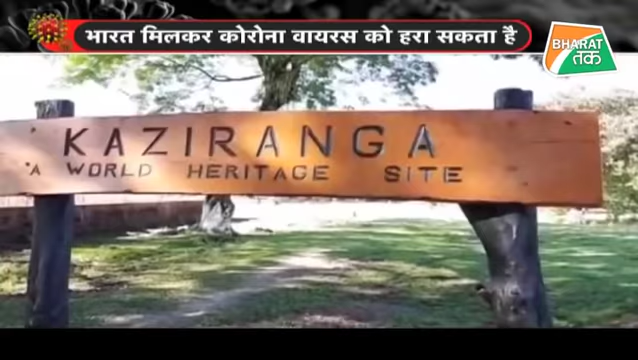 भारत मिलकर कोरोना वायरस को हरा सकता है
BHARAT
तक
KAZIRANGA
"A WORLD HERITAGE SITE